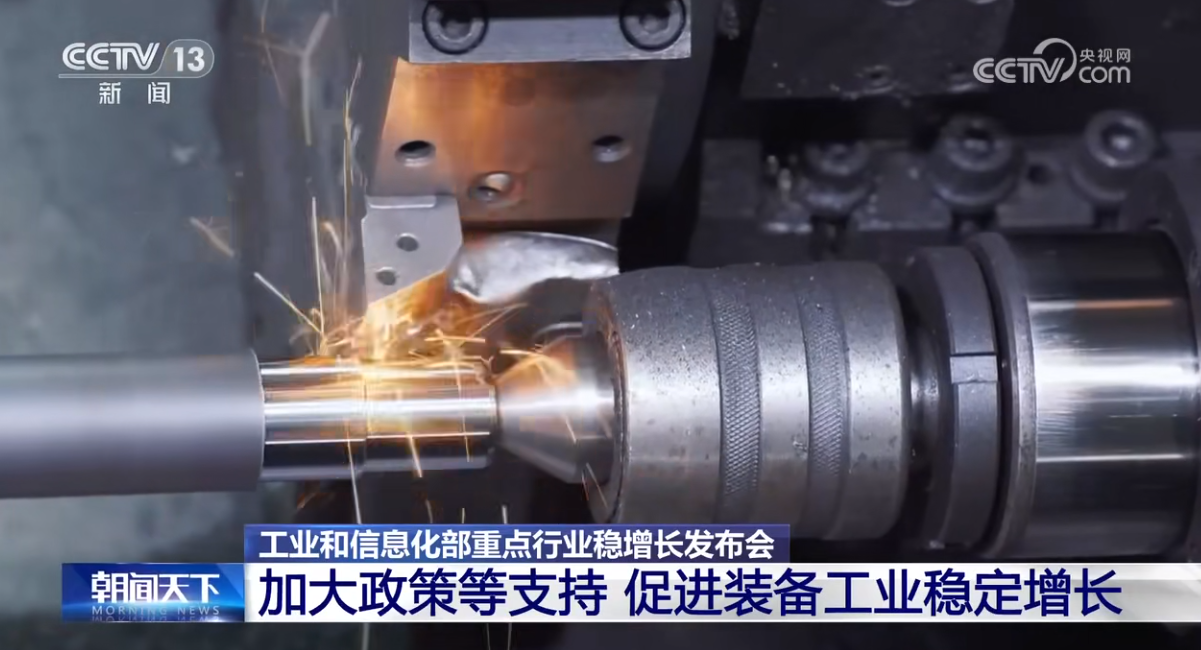 CCTV 13
新闻
央视网
CCTV.com
工业和信息化部重点行业稳增长发布会
朝闻天下
MORNING NEWS
加大政策等支持 促进装备工业稳定增长